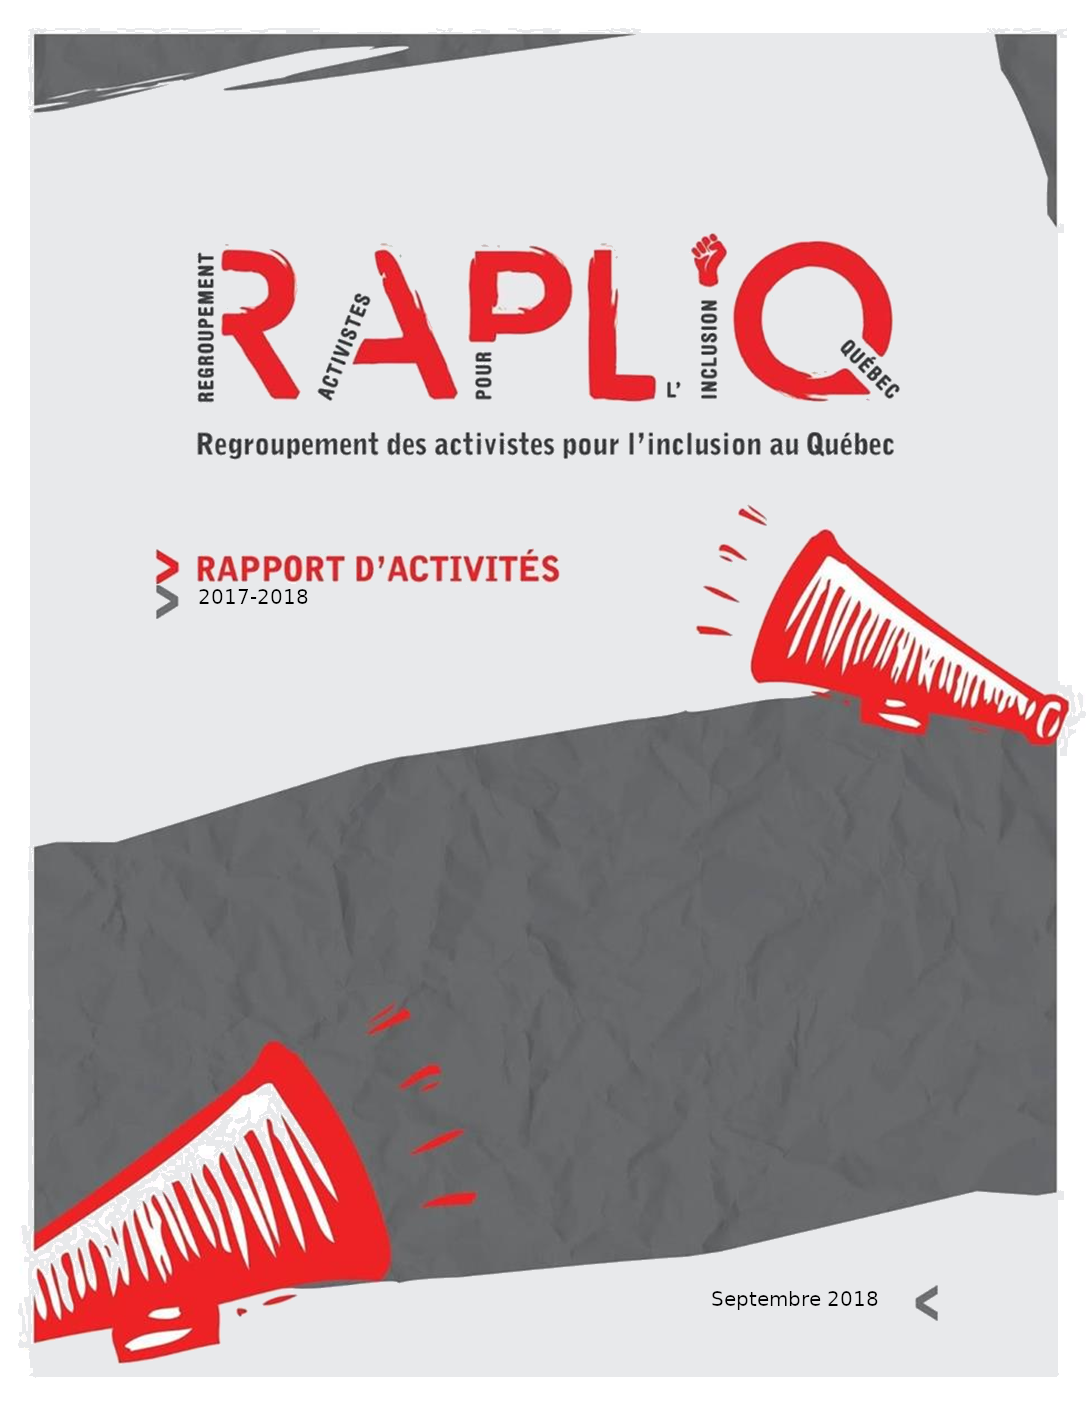 RAPLIQ
REGROUPEMENT
ACTIVISTES
POUR
L’
INCLUSION
QUÉBEC
Regroupement des activistes pour l’inclusion au Québec
> RAPPORT D’ACTIVITÉS
> 2017-2018
Septembre 2018 <